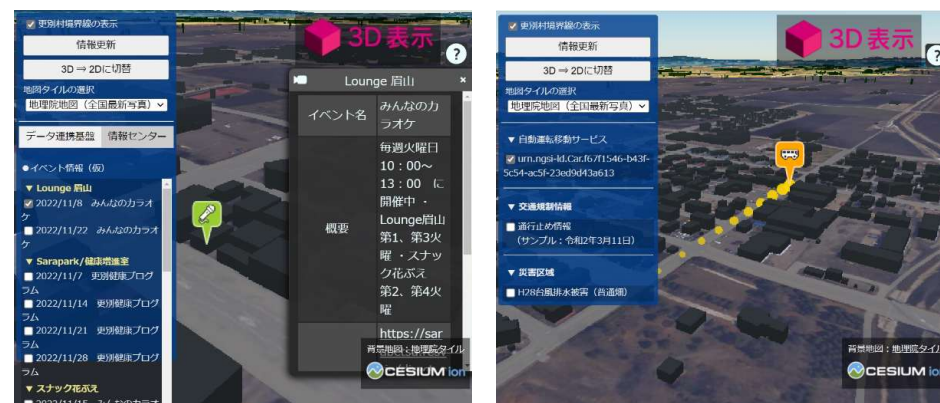 更別村境界線の表示
情報更新
3D ⇒ 2Dに切替
地図タイルの選択
地理院地図（全国最新写真）
データ連携基盤 情報センター
●イベント情報（仮）
▼ Lounge 眉山
2022/11/8 みんなのカラオ
ケ
2022/11/22 みんなのカラオ
ケ
▼ Sarapark/健康増進室
2022/11/7 更別健康プログ
ラム
2022/11/14 更別健康プログ
ラム
2022/11/21 更別健康プログ
ラム
2022/11/28 更別健康プログ
ラム
▼ スナック花ぶえ
2022/11/15 みんなのカラオ
3D 表示
?
Lounge 眉山 ×
イベント名
みんなのカ
ラオケ
概要
毎週火曜日
10：00～
13：00 に
開催中 ・
Lounge眉山
第1、第3火
曜 ・スナッ
ク花ぶえ
第2、第4火
曜
https://sar
背景地図：地理院タイル
CESIUM ion
更別村境界線の表示
情報更新
3D ⇒ 2Dに切替
地図タイルの選択
地理院地図（全国最新写真）
▼ 自動運転移動サービス
urn.ngsi-ld.Car.f67f1546-b43f-
5c54-ac5f-23ed9d43a613
▼ 交通規制情報
通行止め情報
（サンプル：令和2年3月11日）
▼ 災害区域
H28台風排水被害（昔通畑）
3D 表示
?
背景地図：地理院タイル
CESIUM ion